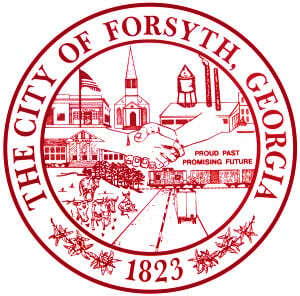 THE CITY OF FORSYTH, GEORGIA
PROUD PAST
PROMISING FUTURE
1823